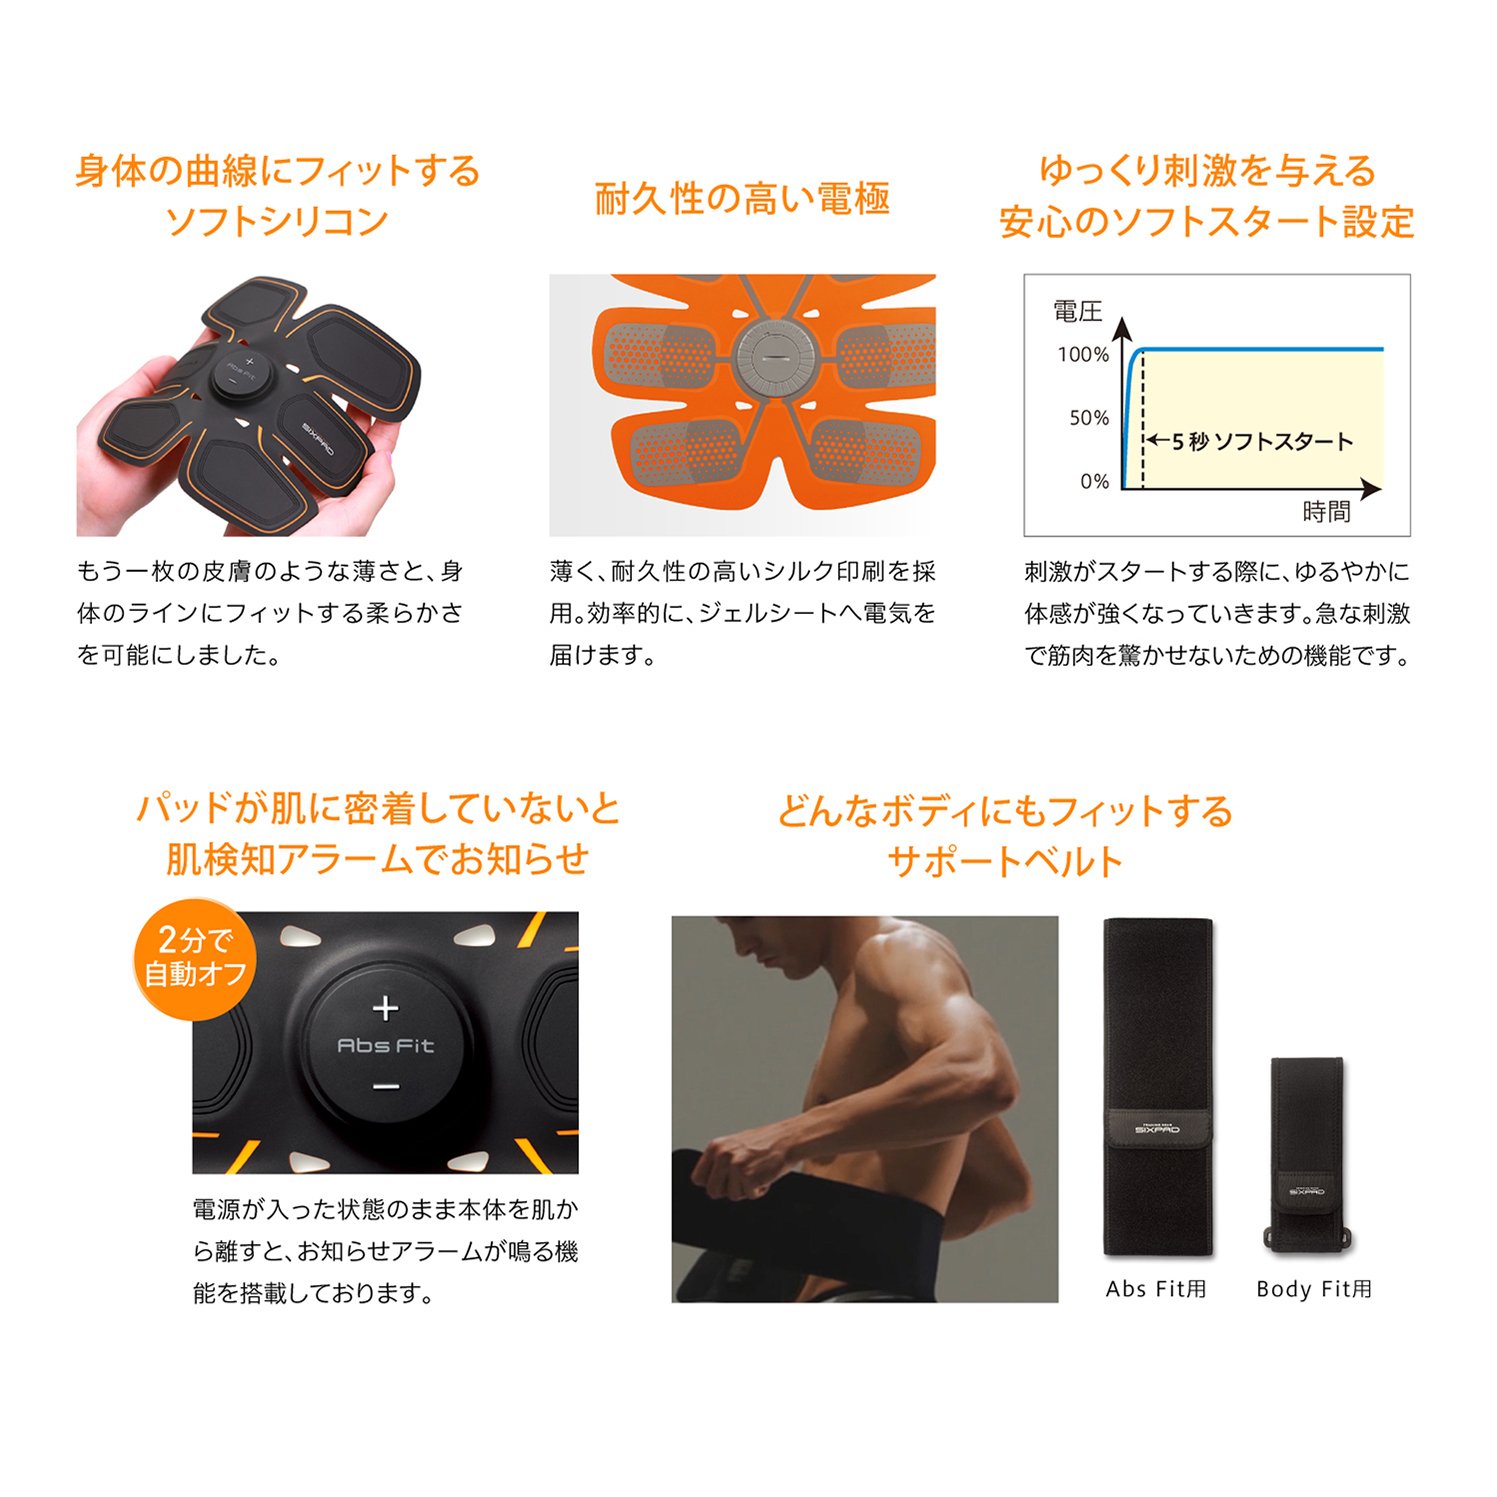 身体の曲線にフィットする
ソフトシリコン
+
Abs Fit
−
SIXPAD
もう一枚の皮膚のような薄さと、身
体のラインにフィットする柔らかさ
を可能にしました。
耐久性の高い電極
薄く、耐久性の高いシルク印刷を採
用。効率的に、ジェルシートへ電気を
届けます。
ゆっくり刺激を与える
安心のソフトスタート設定
電圧
100%
50%
0%
←5秒 ソフトスタート
時間
刺激がスタートする際に、ゆるやかに
体感が強くなっていきます。急な刺激
で筋肉を驚かせないための機能です。
パッドが肌に密着していないと
肌検知アラームでお知らせ
2分で
自動オフ
+
Abs Fit
−
電源が入った状態のまま本体を肌か
ら離すと、お知らせアラームが鳴る機
能を搭載しております。
どんなボディにもフィットする
サポートベルト
TRAINING GEAR
SIXPAD
Abs Fit用
SIXPAD
Body Fit用